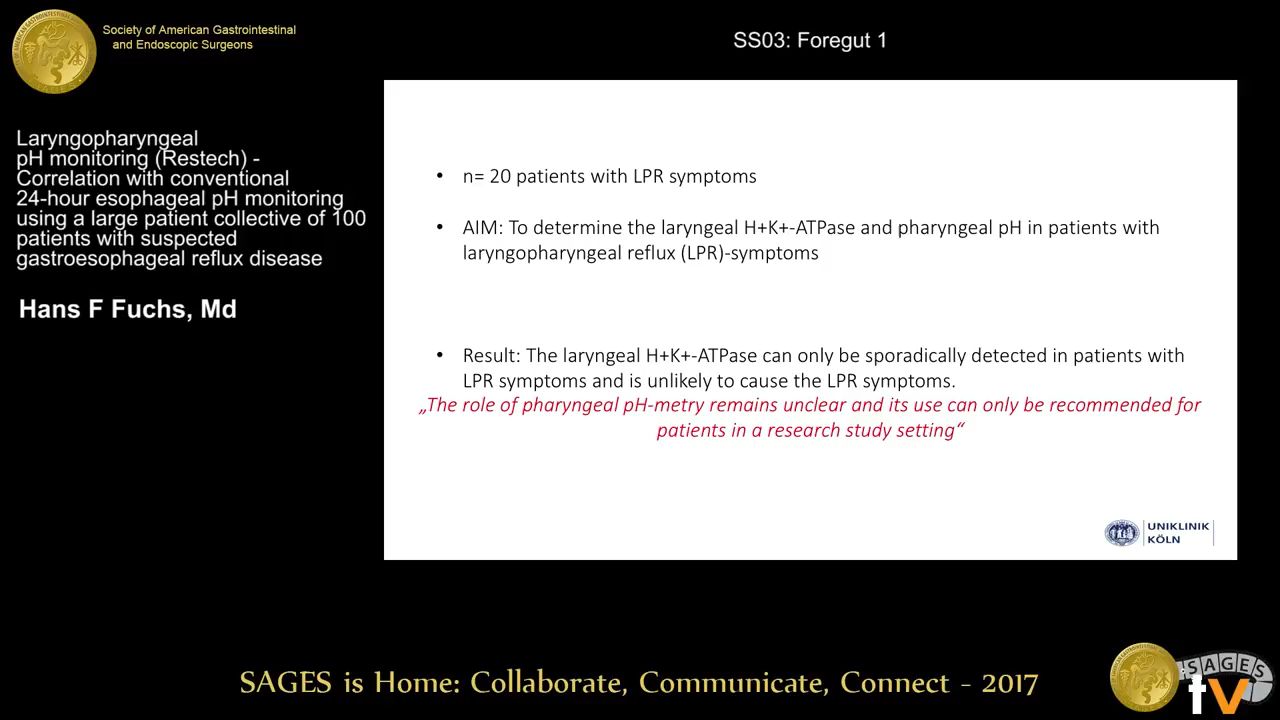 Society of American Gastrointestinal
and Endoscopic Surgeons
SS03: Foregut 1
Laryngopharyngeal
pH monitoring (Restech) -
Correlation with conventional
24-hour esophageal pH monitoring
using a large patient collective of 100
patients with suspected
gastroesophageal reflux disease
Hans F Fuchs, Md
• n= 20 patients with LPR symptoms
• AIM: To determine the laryngeal H+K+-ATPase and pharyngeal pH in patients with
laryngopharyngeal reflux (LPR)-symptoms
• Result: The laryngeal H+K+-ATPase can only be sporadically detected in patients with
LPR symptoms and is unlikely to cause the LPR symptoms.
„The role of pharyngeal pH-metry remains unclear and its use can only be recommended for
patients in a research study setting“
UNIKLINIK
KÖLN
SAGES is Home: Collaborate, Communicate, Connect - 2017
SAGES
tv